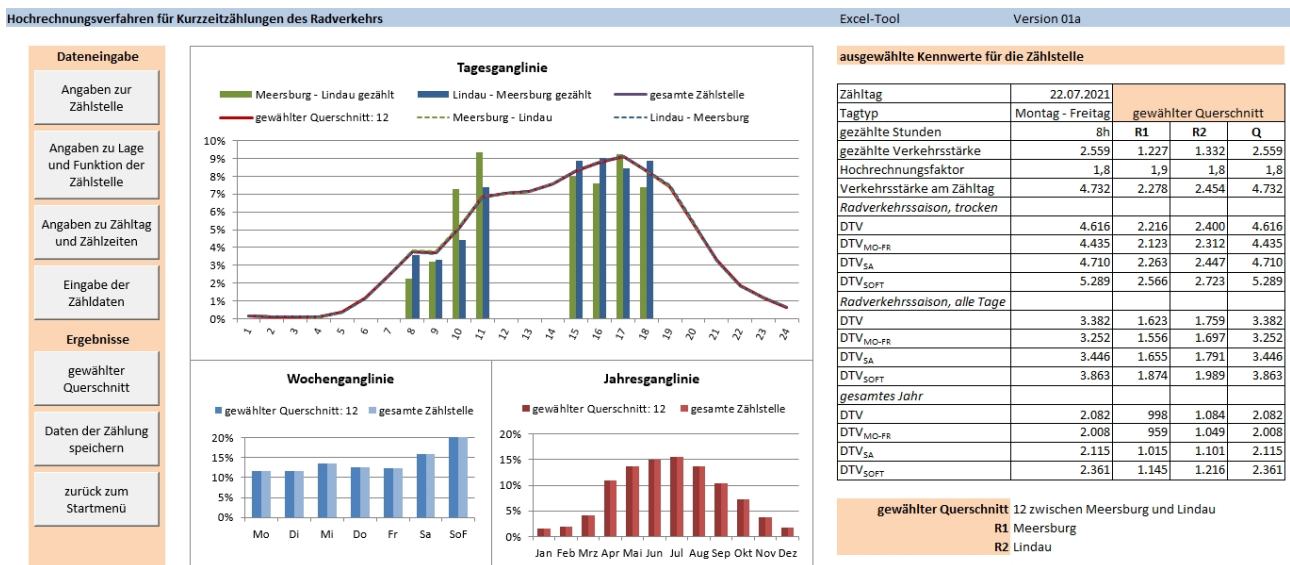 Hochrechnungsverfahren für Kurzzeitzählungen des Radverkehrs Excel-Tool Version 01a
Dateneingabe
Angaben zur
Zählstelle
Angaben zu Lage
und Funktion der
Zählstelle
Angaben zu Zähltag
und Zählzeiten
Eingabe der
Zähldaten
Ergebnisse
gewählter
Querschnitt
Daten der Zählung
speichern
zurück zum
Startmenü
Tagesganglinie
Meersburg - Lindau gezählt Lindau - Meersburg gezählt gesamte Zählstelle
gewählter Querschnitt: 12 Meersburg - Lindau Lindau - Meersburg
10%
9%
8%
7%
6%
5%
4%
3%
2%
1%
0%
1 2 3 4 5 6 7 8 9 10 11 12 13 14 15 16 17 18 19 20 21 22 23 24
Wochenganglinie
gewählter Querschnitt: 12 gesamte Zählstelle
20%
15%
10%
5%
0%
Mo Di Mi Do Fr Sa SoF
Jahresganglinie
gewählter Querschnitt: 12 gesamte Zählstelle
20%
15%
10%
5%
0%
Jan Feb Mrz Apr Mai Jun Jul Aug Sep Okt Nov Dez
ausgewählte Kennwerte für die Zählstelle
Zähltag 22.07.2021
Tagtyp Montag - Freitag gewählter Querschnitt
gezählte Stunden 8h R1 R2 Q
gezählte Verkehrsstärke 2.559 1.227 1.332 2.559
Hochrechnungsfaktor 1,8 1,9 1,8 1,8
Verkehrsstärke am Zähltag 4.732 2.278 2.454 4.732
Radverkehrssaison, trocken
DTV 4.616 2.216 2.400 4.616
DTVMO-FR 4.435 2.123 2.312 4.435
DTVSA 4.710 2.263 2.447 4.710
DTVSOFT 5.289 2.566 2.723 5.289
Radverkehrssaison, alle Tage
DTV 3.382 1.623 1.759 3.382
DTVMO-FR 3.252 1.556 1.697 3.252
DTVSA 3.446 1.655 1.791 3.446
DTVSOFT 3.863 1.874 1.989 3.863
gesamtes Jahr
DTV 2.082 998 1.084 2.082
DTVMO-FR 2.008 959 1.049 2.008
DTVSA 2.115 1.015 1.101 2.115
DTVSOFT 2.361 1.145 1.216 2.361
gewählter Querschnitt 12 zwischen Meersburg und Lindau
R1 Meersburg
R2 Lindau